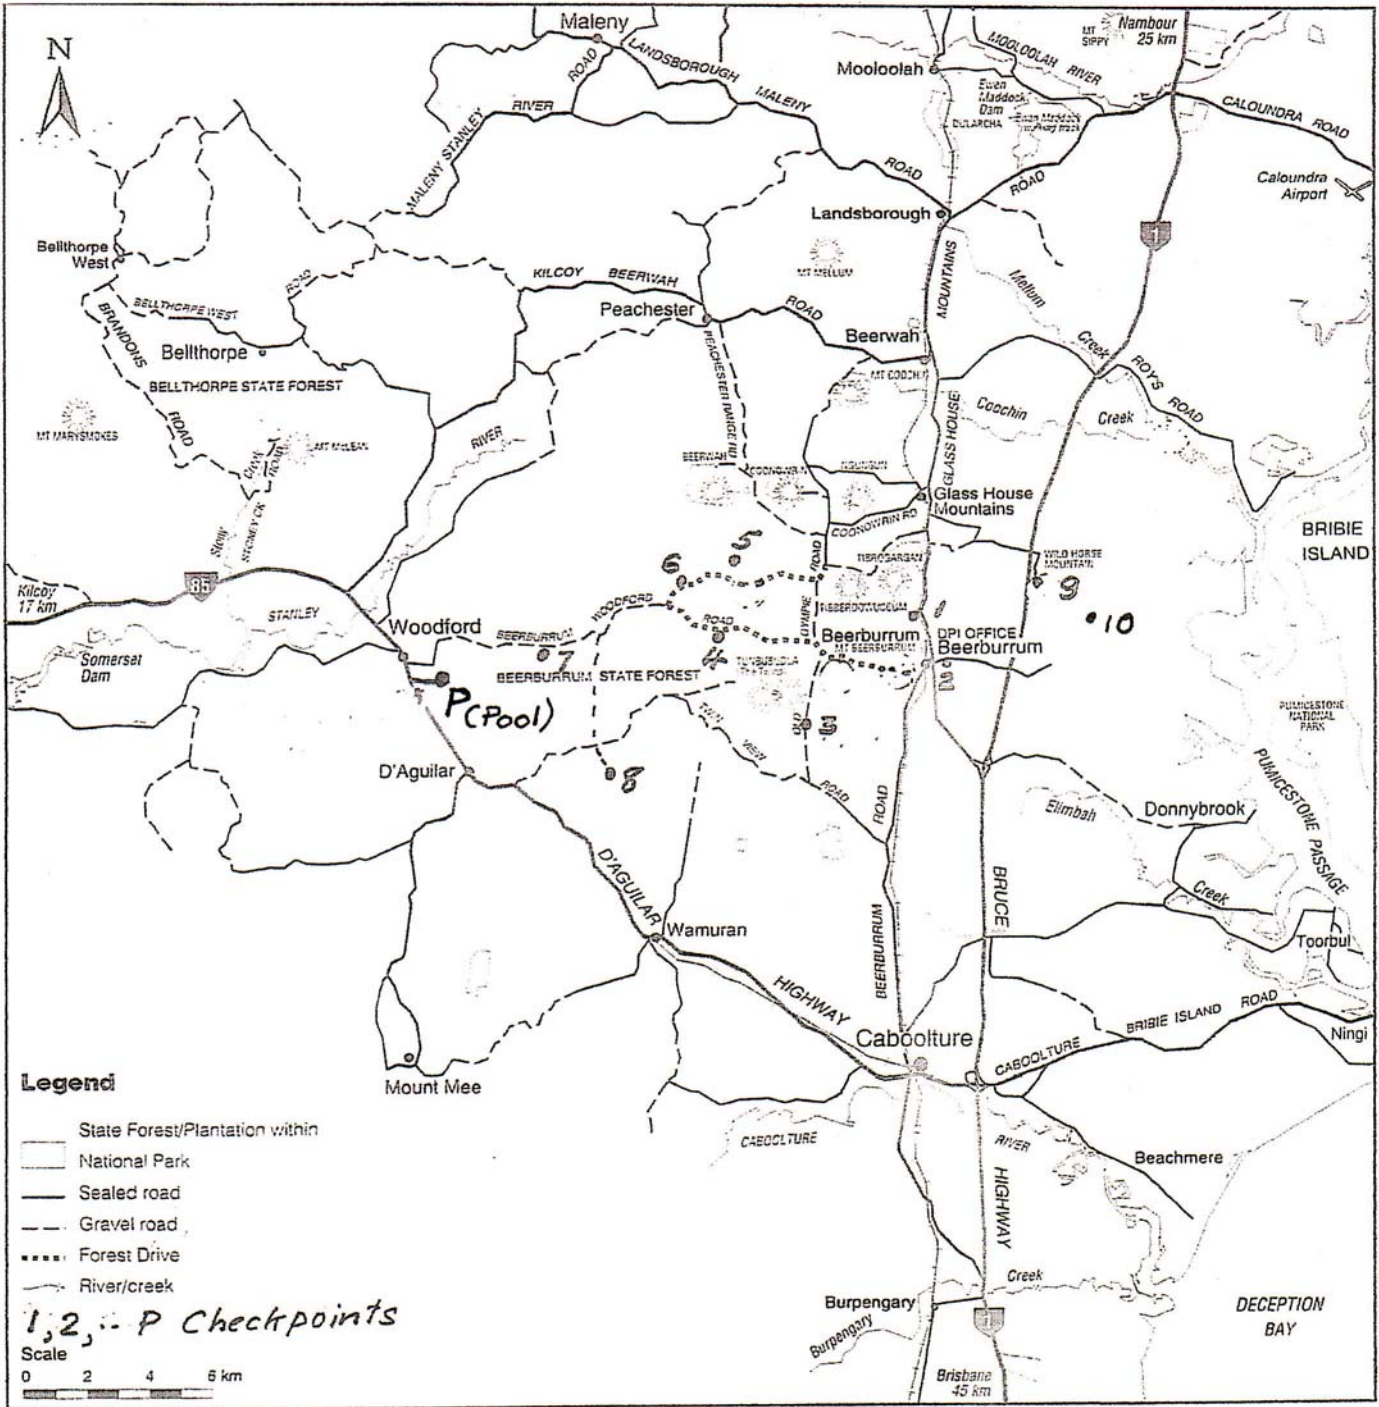 Maleny
LANDSBOROUGH
MALENY
ROAD
RIVER
MALENY STANLEY
ROAD
Mooloolah
MOOLOOLAH RIVER
MT
SIPPY
Nambour
25 km
Ewen
Maddock
Dam
CALOUNDRA ROAD
Caloundra
Airport
Landsborough
ROAD
1
N
Bellthorpe
West
BELLTHORPE WEST
ROAD
BRANDONS
ROAD
Bellthorpe
BELLTHORPE STATE FOREST
MT MARYSMOKES
MT McLEAN
KILCOY BEERWAH
ROAD
Peachester
PEACHESTER RANGE RD
MT MELLUM
Beerwah
MOUNTAINS
GLASS HOUSE
Mellum
Creek
ROY'S
ROAD
MT COOCHIN
Coochin
Creek
RIVER
BEERWAH
COONOWRIN
NGUNGUN
Glass House
Mountains
COONOWRIN RD
TIBROGARGAN
WILD HORSE
MOUNTAIN
BRIBIE
ISLAND
Stony
Creek
ROAD
STONEY CK
85
Kilcoy
17 km
STANLEY
Somerset
Dam
Woodford
BEERBURRUM
WOODFORD
ROAD
BEERBURRUM STATE FOREST
GYMPIE
ROAD
OLD
Beerburrum
MT BEERBURRUM
DPI OFFICE
Beerburrum
1
2
3
4
5
6
7
8
9
10
P (Pool)
D'Aguilar
TWIN
VIEW
ROAD
D'AGUILAR
HIGHWAY
Wamuran
BEERBURRUM
ROAD
BRUCE
HIGHWAY
Elimbah
Creek
Donnybrook
PUMICESTONE
NATIONAL
PARK
PUMICESTONE PASSAGE
Toorbul
Ningi
Caboolture
CABOOLTURE
BRIBIE ISLAND
ROAD
Mount Mee
CABOOLTURE
RIVER
Beachmere
Burpengary
Burpengary
Creek
1
Brisbane
45 km
DECEPTION
BAY
Legend
State Forest/Plantation within
National Park
Sealed road
Gravel road
Forest Drive
River/creek
1,2,.. P Checkpoints
Scale
0 2 4 6 km